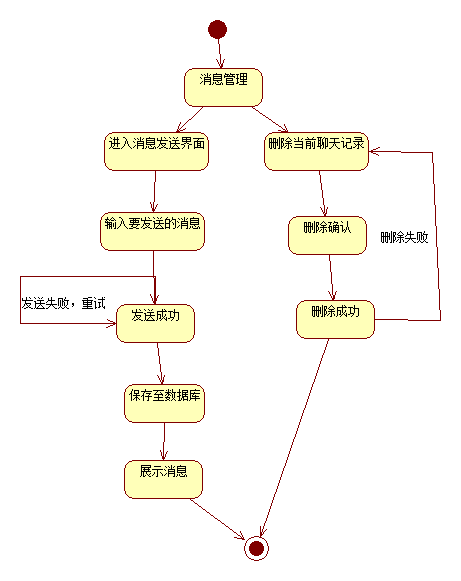 消息管理
进入消息发送界面
删除当前聊天记录
输入要发送的消息
删除确认
删除失败
发送失败，重试
发送成功
删除成功
保存至数据库
展示消息